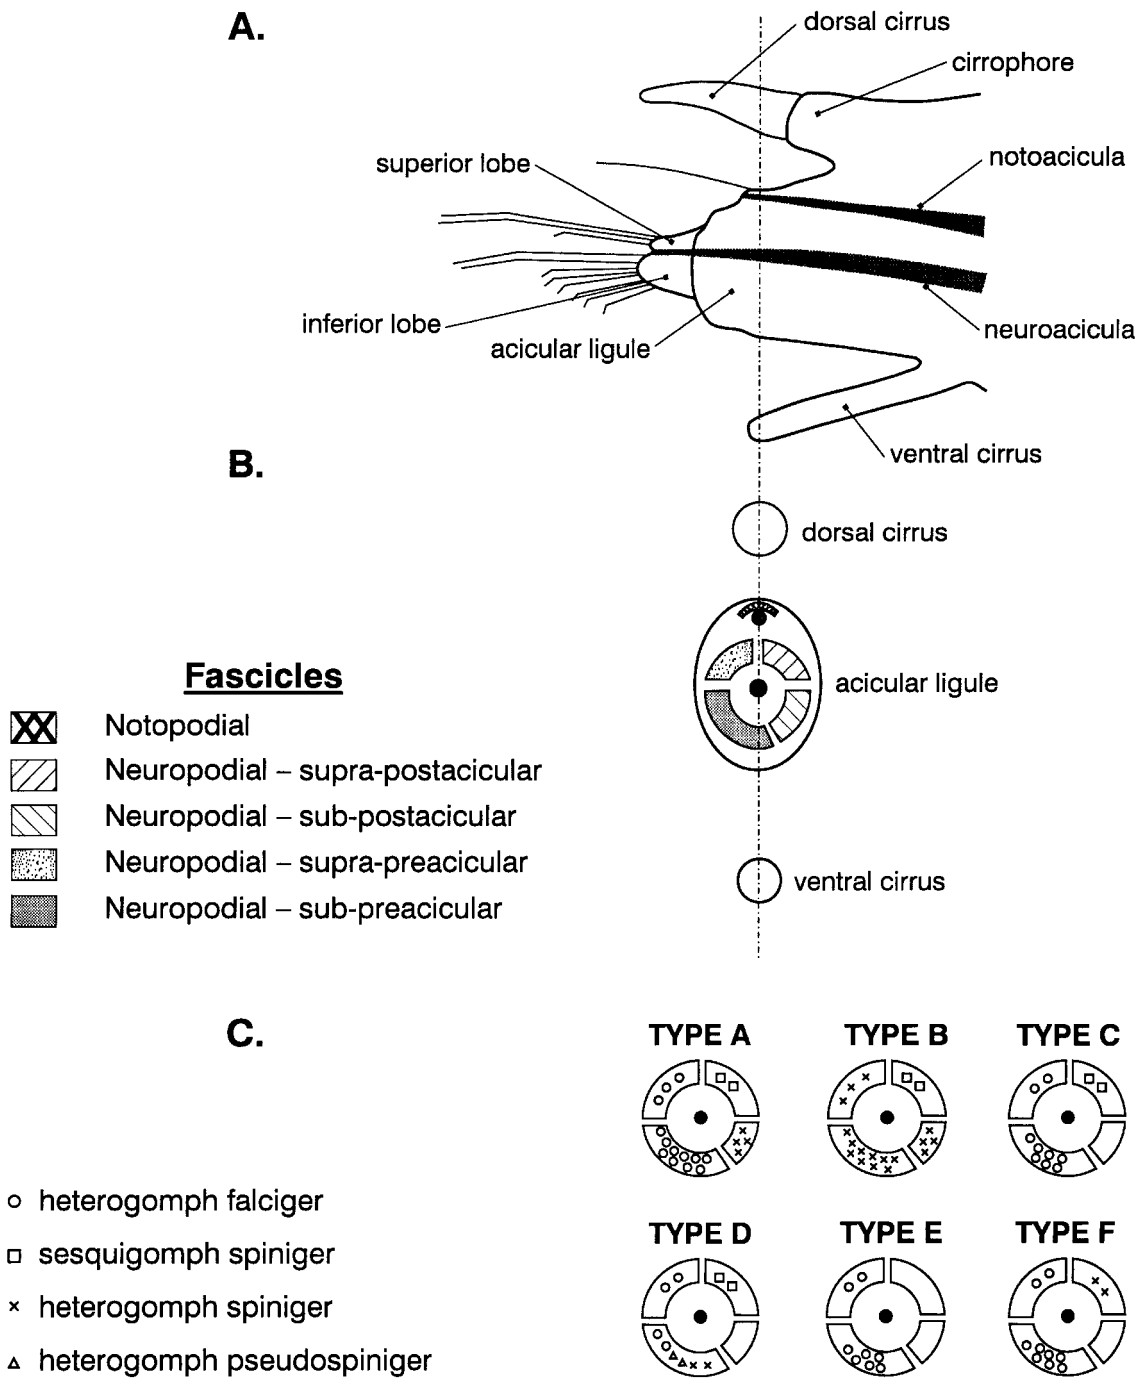 A.
dorsal cirrus
cirrophore
superior lobe
notoacicula
inferior lobe
acicular ligule
neuroacicula
ventral cirrus
B.
dorsal cirrus
Fascicles
acicular ligule
Notopodial
Neuropodial – supra-postacicular
Neuropodial – sub-postacicular
Neuropodial – supra-preacicular
ventral cirrus
Neuropodial – sub-preacicular
C.
TYPE A TYPE B TYPE C
heterogomph falciger
TYPE D TYPE E TYPE F
sesquigomph spiniger
heterogomph spiniger
heterogomph pseudospiniger